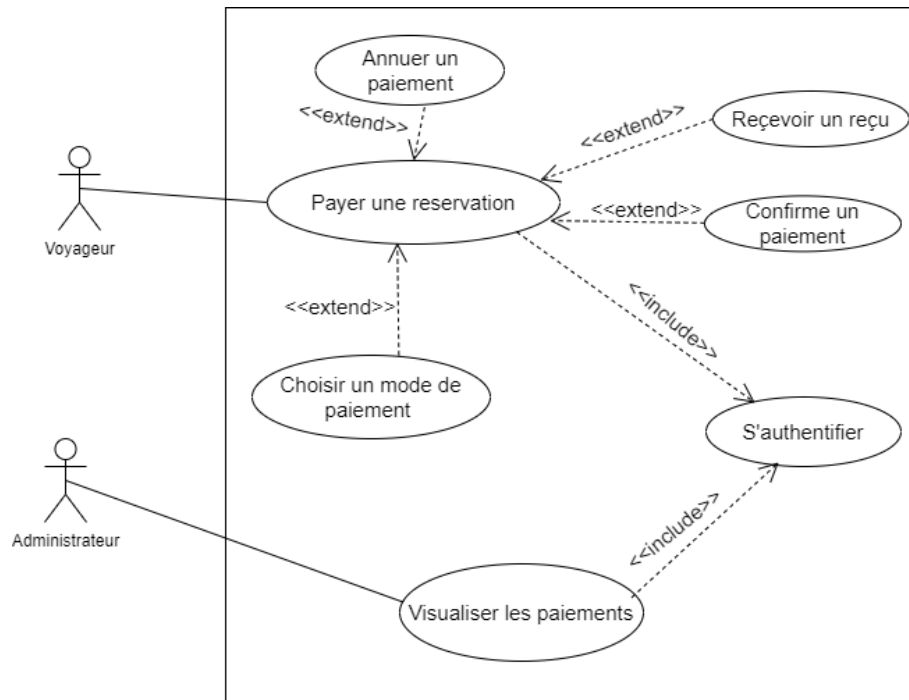 Annuer un
paiement
<<extend>>
<<extend>>
Reçevoir un reçu
Payer une reservation
<<extend>>
Confirme un
paiement
Voyageur
<<extend>>
<<include>>
Choisir un mode de
paiement
S'authentifier
Administrateur
<<include>>
Visualiser les paiements